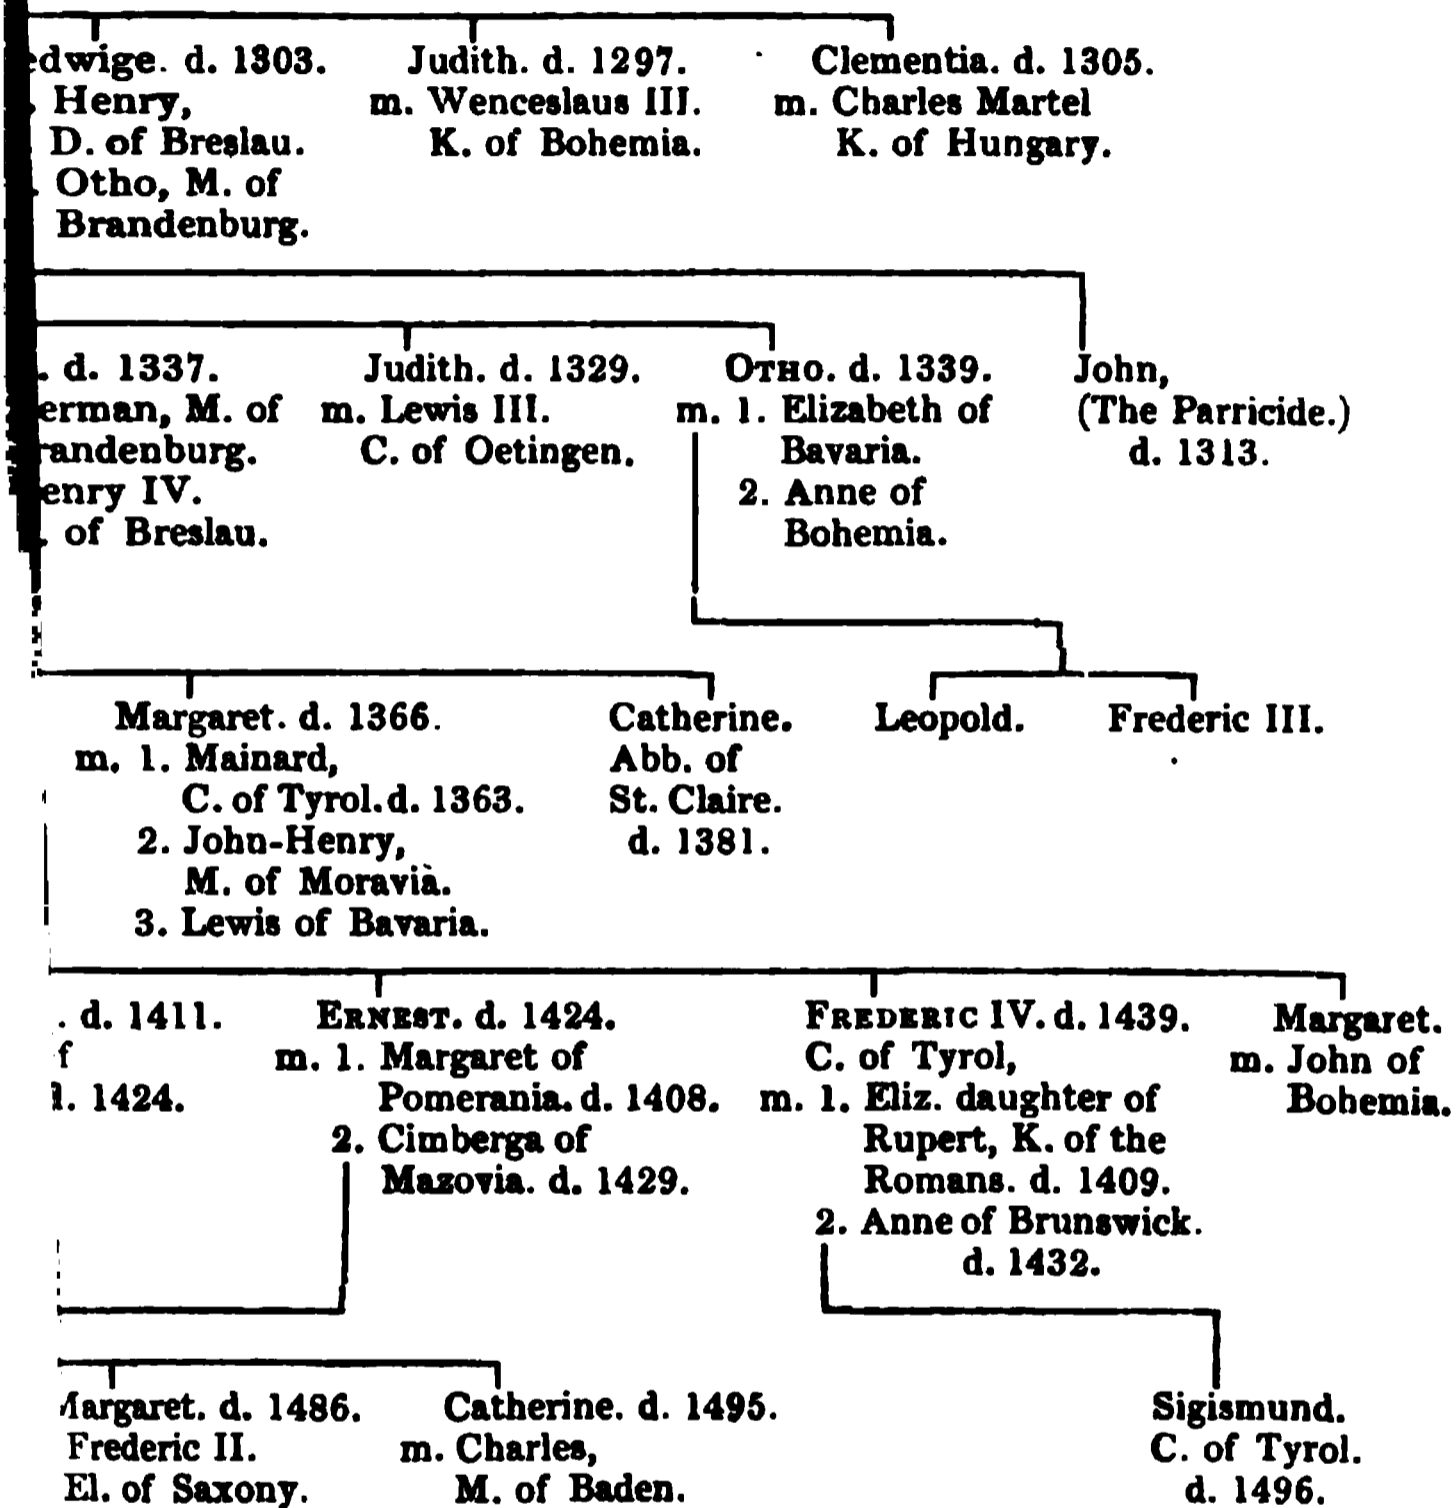 edwige. d. 1303.
Henry,
D. of Breslau.
Otho, M. of
Brandenburg.
Judith. d. 1297.
m. Wenceslaus III.
K. of Bohemia.
Clementia. d. 1305.
m. Charles Martel
K. of Hungary.
. d. 1337.
erman, M. of
randenburg.
enry IV.
. of Breslau.
Judith. d. 1329.
m. Lewis III.
C. of Oetingen.
OTHO. d. 1339.
m. 1. Elizabeth of
Bavaria.
2. Anne of
Bohemia.
John,
(The Parricide.)
d. 1313.
Margaret. d. 1366.
m. 1. Mainard,
C. of Tyrol. d. 1363.
2. John-Henry,
M. of Moravia.
3. Lewis of Bavaria.
Catherine.
Abb. of
St. Claire.
d. 1381.
Leopold.
Frederic III.
. d. 1411.
f
d. 1424.
ERNEST. d. 1424.
m. 1. Margaret of
Pomerania. d. 1408.
2. Cimberga of
Mazovia. d. 1429.
FREDERIC IV. d. 1439.
C. of Tyrol,
m. 1. Eliz. daughter of
Rupert, K. of the
Romans. d. 1409.
2. Anne of Brunswick.
d. 1432.
Margaret.
m. John of
Bohemia.
Margaret. d. 1486.
Frederic II.
El. of Saxony.
Catherine. d. 1495.
m. Charles,
M. of Baden.
Sigismund.
C. of Tyrol.
d. 1496.